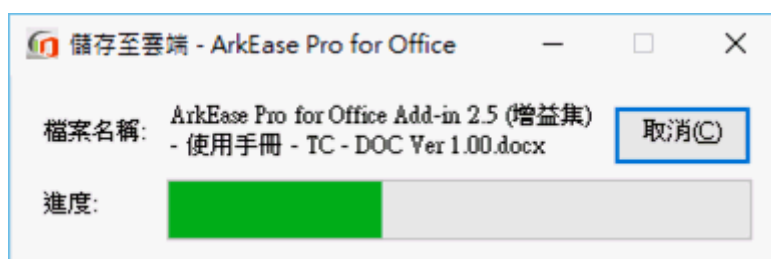 儲存至雲端 - ArkEase Pro for Office
檔案名稱:
ArkEase Pro for Office Add-in 2.5 (增益集)
- 使用手冊 - TC - DOC Ver 1.00.docx
取消(C)
進度: